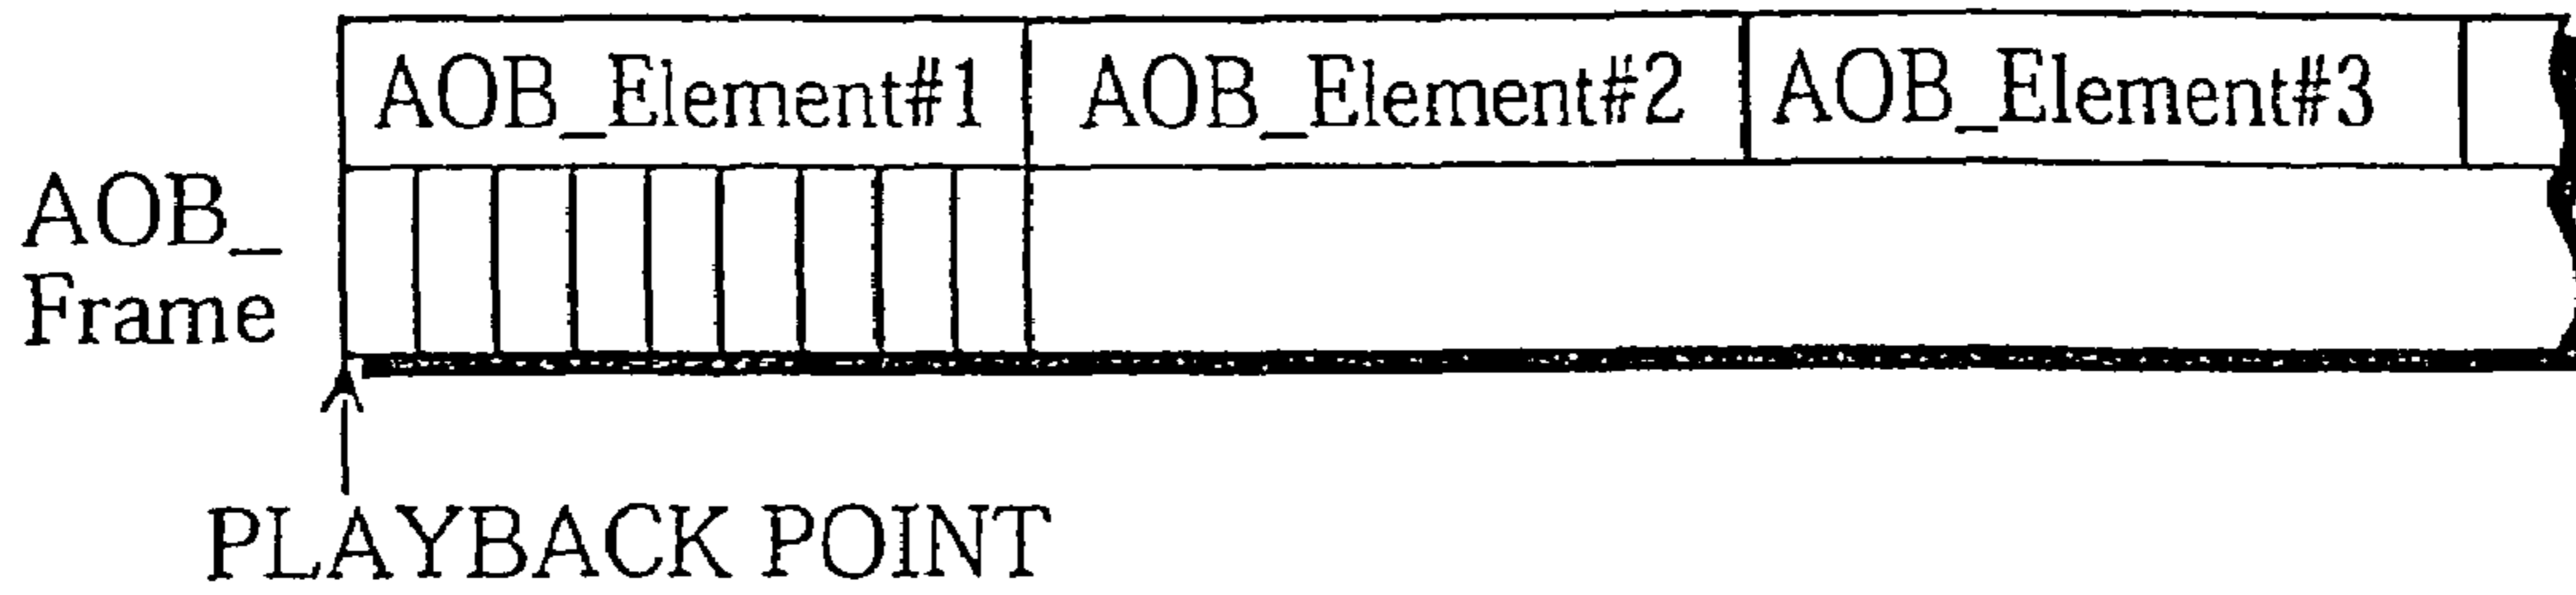 AOB_Element#1 AOB_Element#2 AOB_Element#3
AOB_
Frame
PLAYBACK POINT